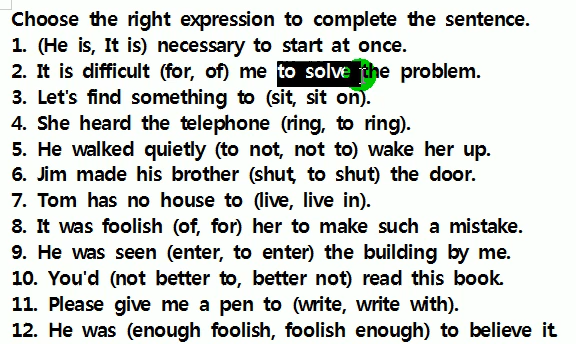 Choose the right expression to complete the sentence.
1. (He is, It is) necessary to start at once.
2. It is difficult (for, of) me to solve the problem.
3. Let's find something to (sit, sit on).
4. She heard the telephone (ring, to ring).
5. He walked quietly (to not, not to) wake her up.
6. Jim made his brother (shut, to shut) the door.
7. Tom has no house to (live, live in).
8. It was foolish (of, for) her to make such a mistake.
9. He was seen (enter, to enter) the building by me.
10. You'd (not better to, better not) read this book.
11. Please give me a pen to (write, write with).
12. He was (enough foolish, foolish enough) to believe it.